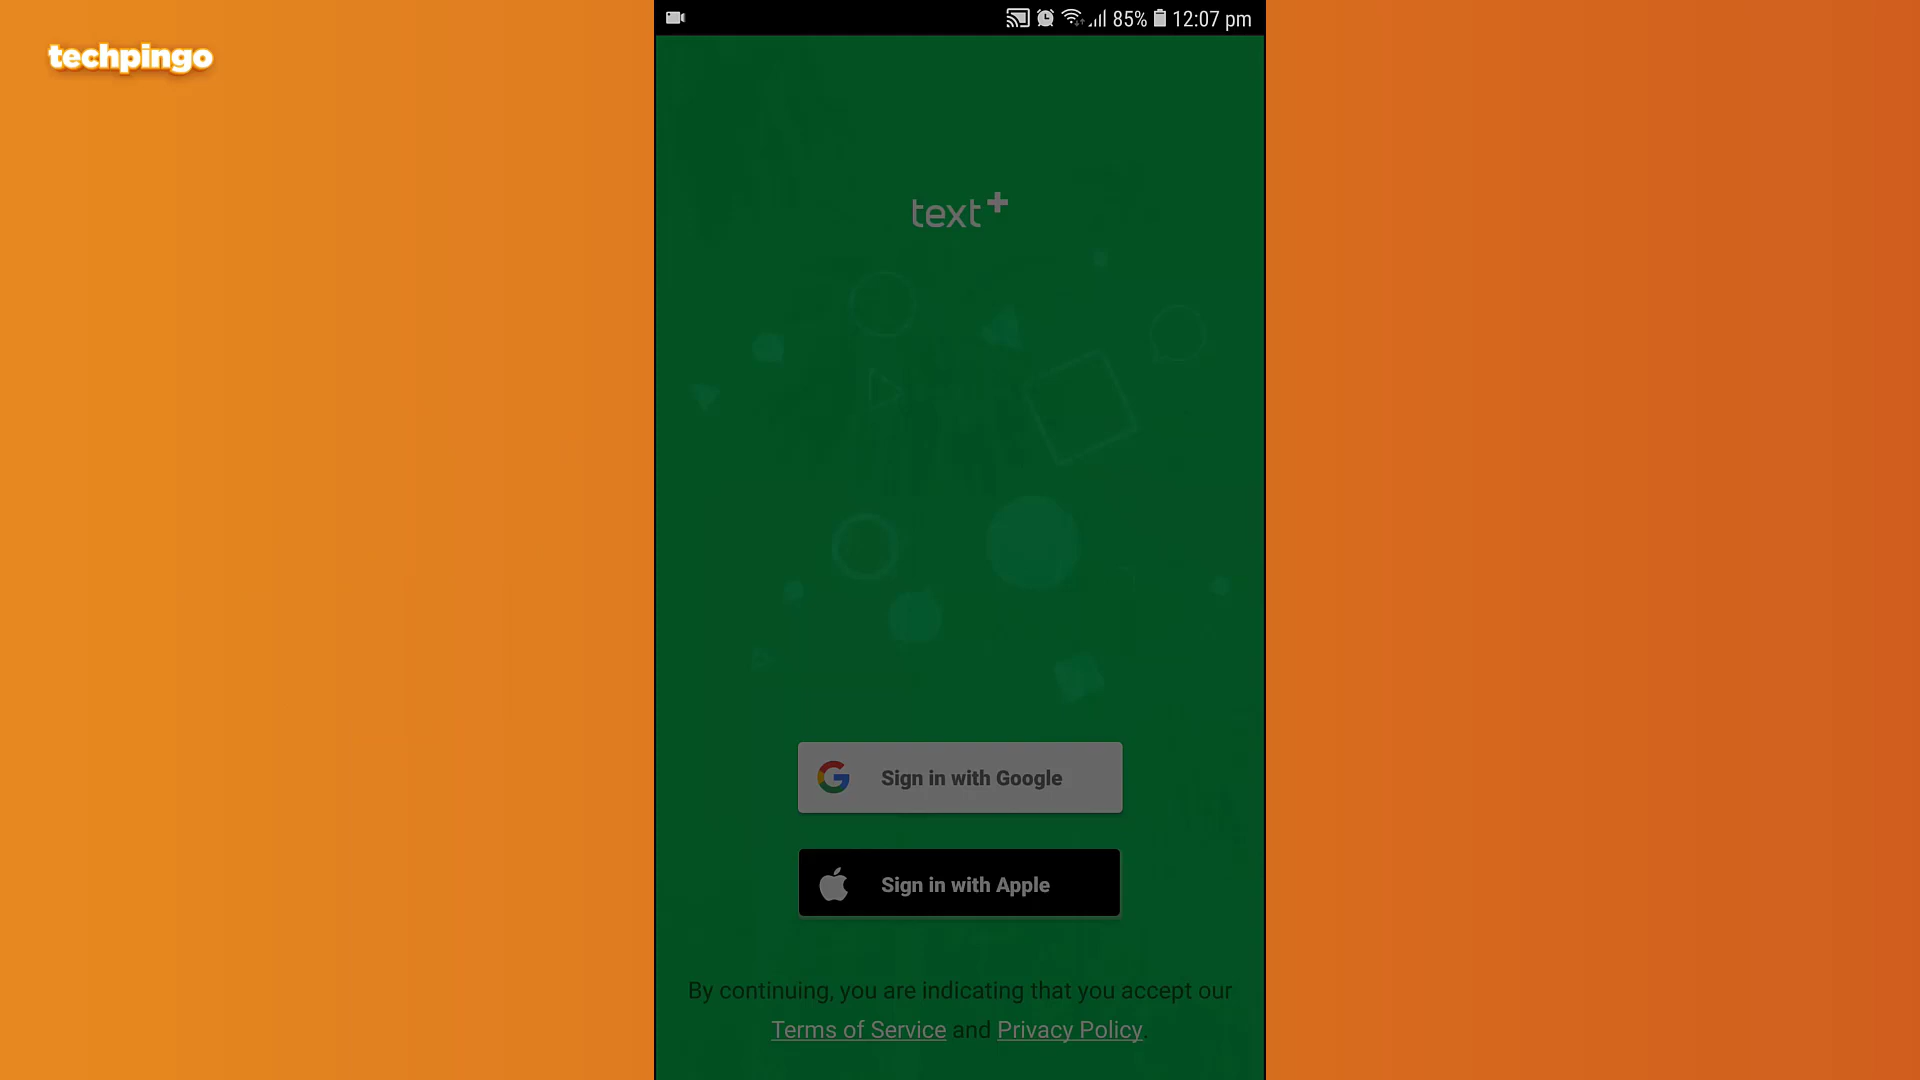 techpingo
85% 12:07 pm
text+
Sign in with Google
Sign in with Apple
By continuing, you are indicating that you accept our
Terms of Service and Privacy Policy.